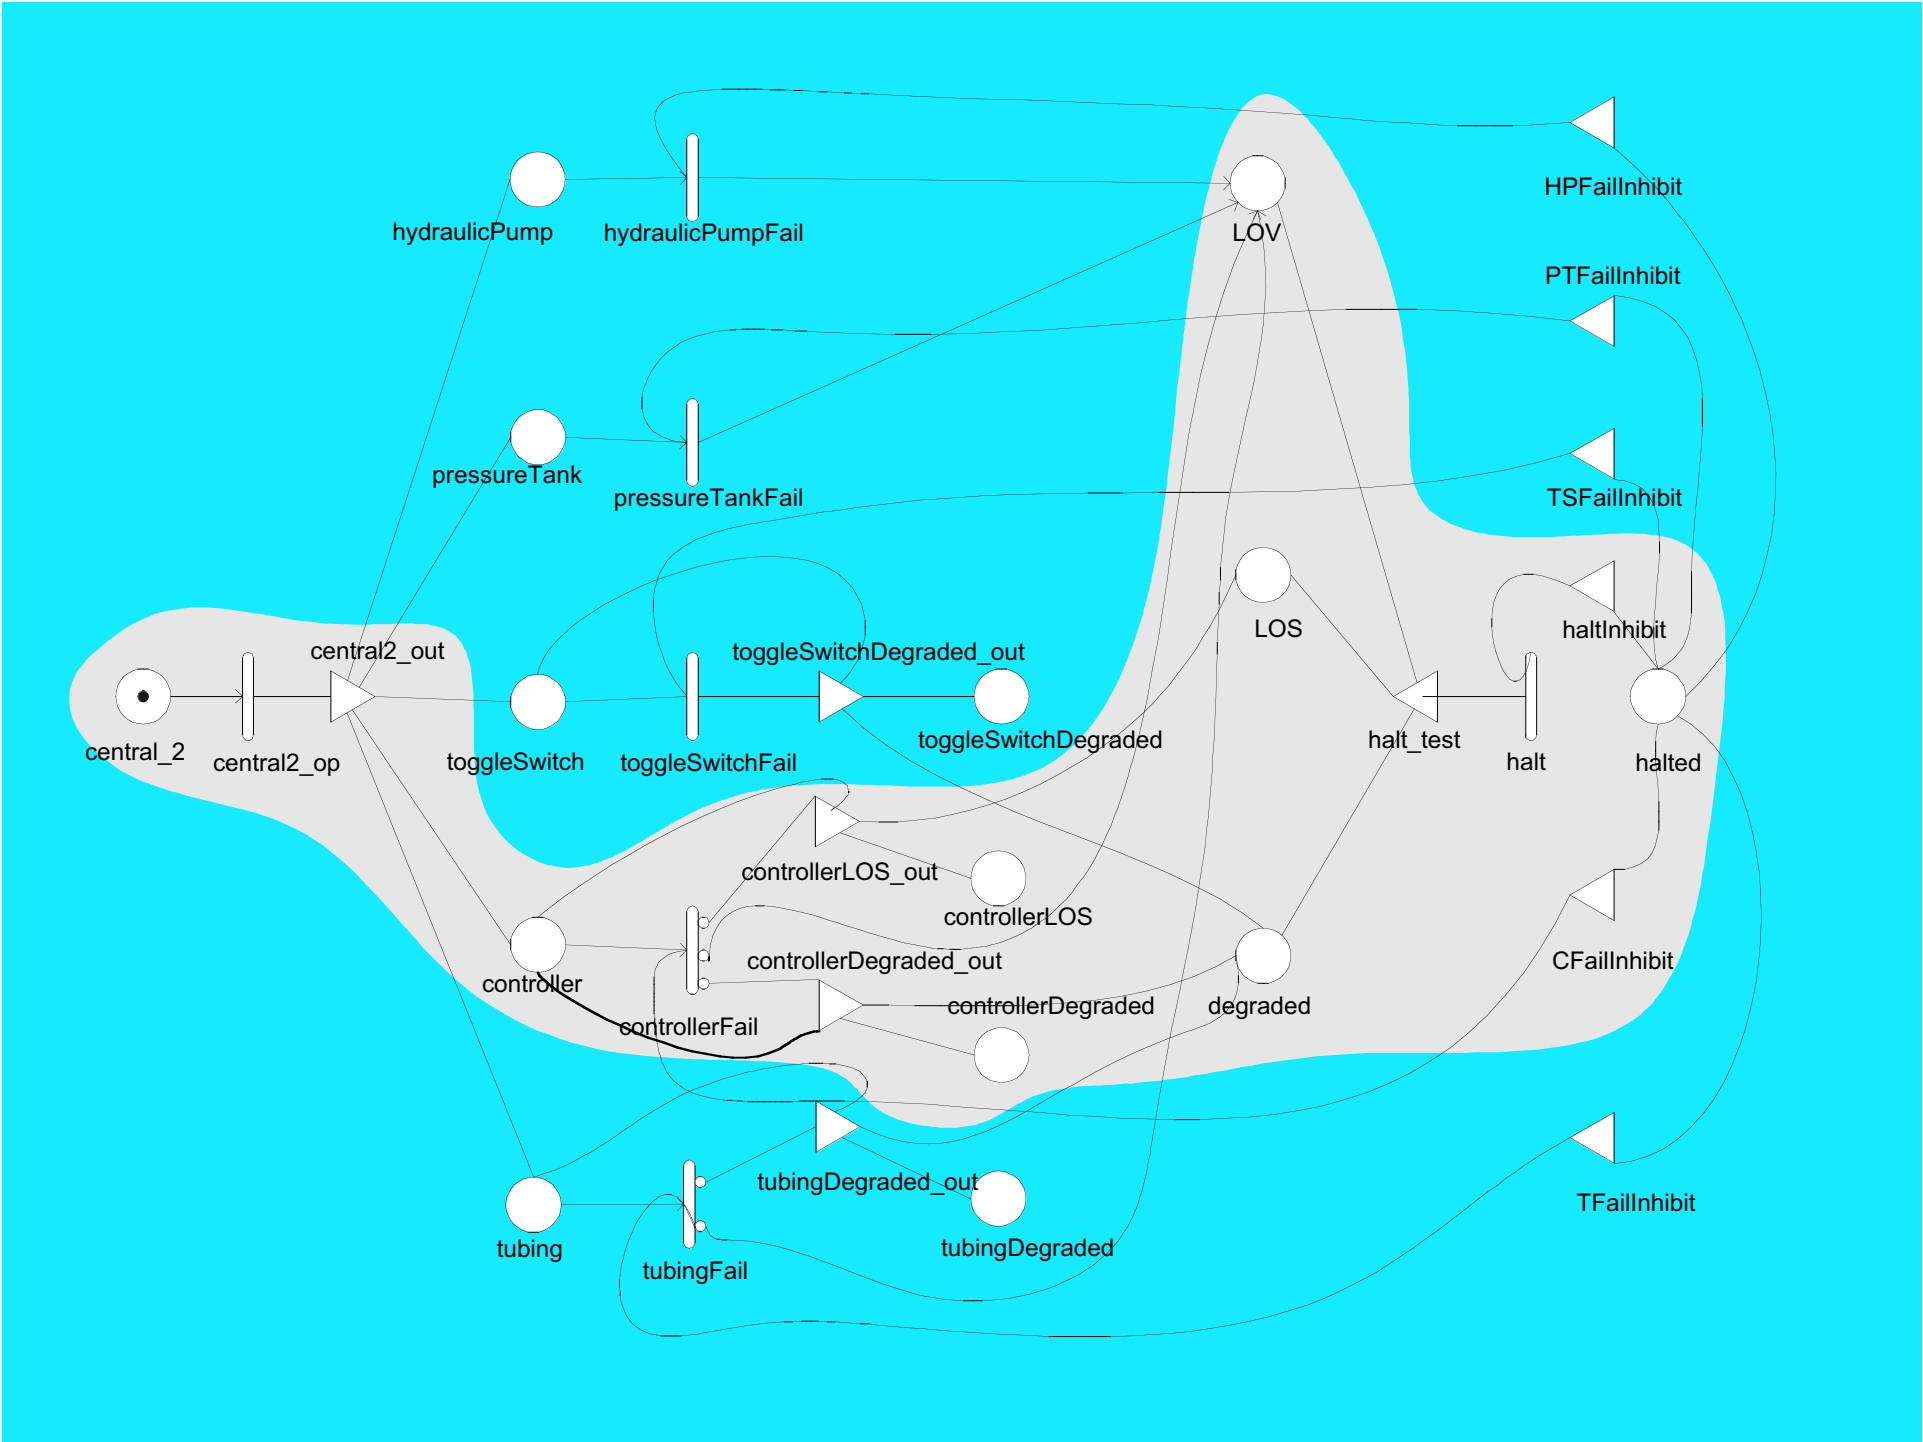 HPFailInhibit
hydraulicPump
hydraulicPumpFail
LOV
PTFailInhibit
pressureTank
pressureTankFail
TSFailInhibit
LOS
haltInhibit
central2_out
toggleSwitchDegraded_out
central_2
central2_op
toggleSwitch
toggleSwitchFail
toggleSwitchDegraded
halt_test
halt
halted
controllerLOS_out
controllerLOS
controller
controllerDegraded_out
CFailInhibit
controllerFail
controllerDegraded
degraded
tubingDegraded_out
TFailInhibit
tubing
tubingFail
tubingDegraded